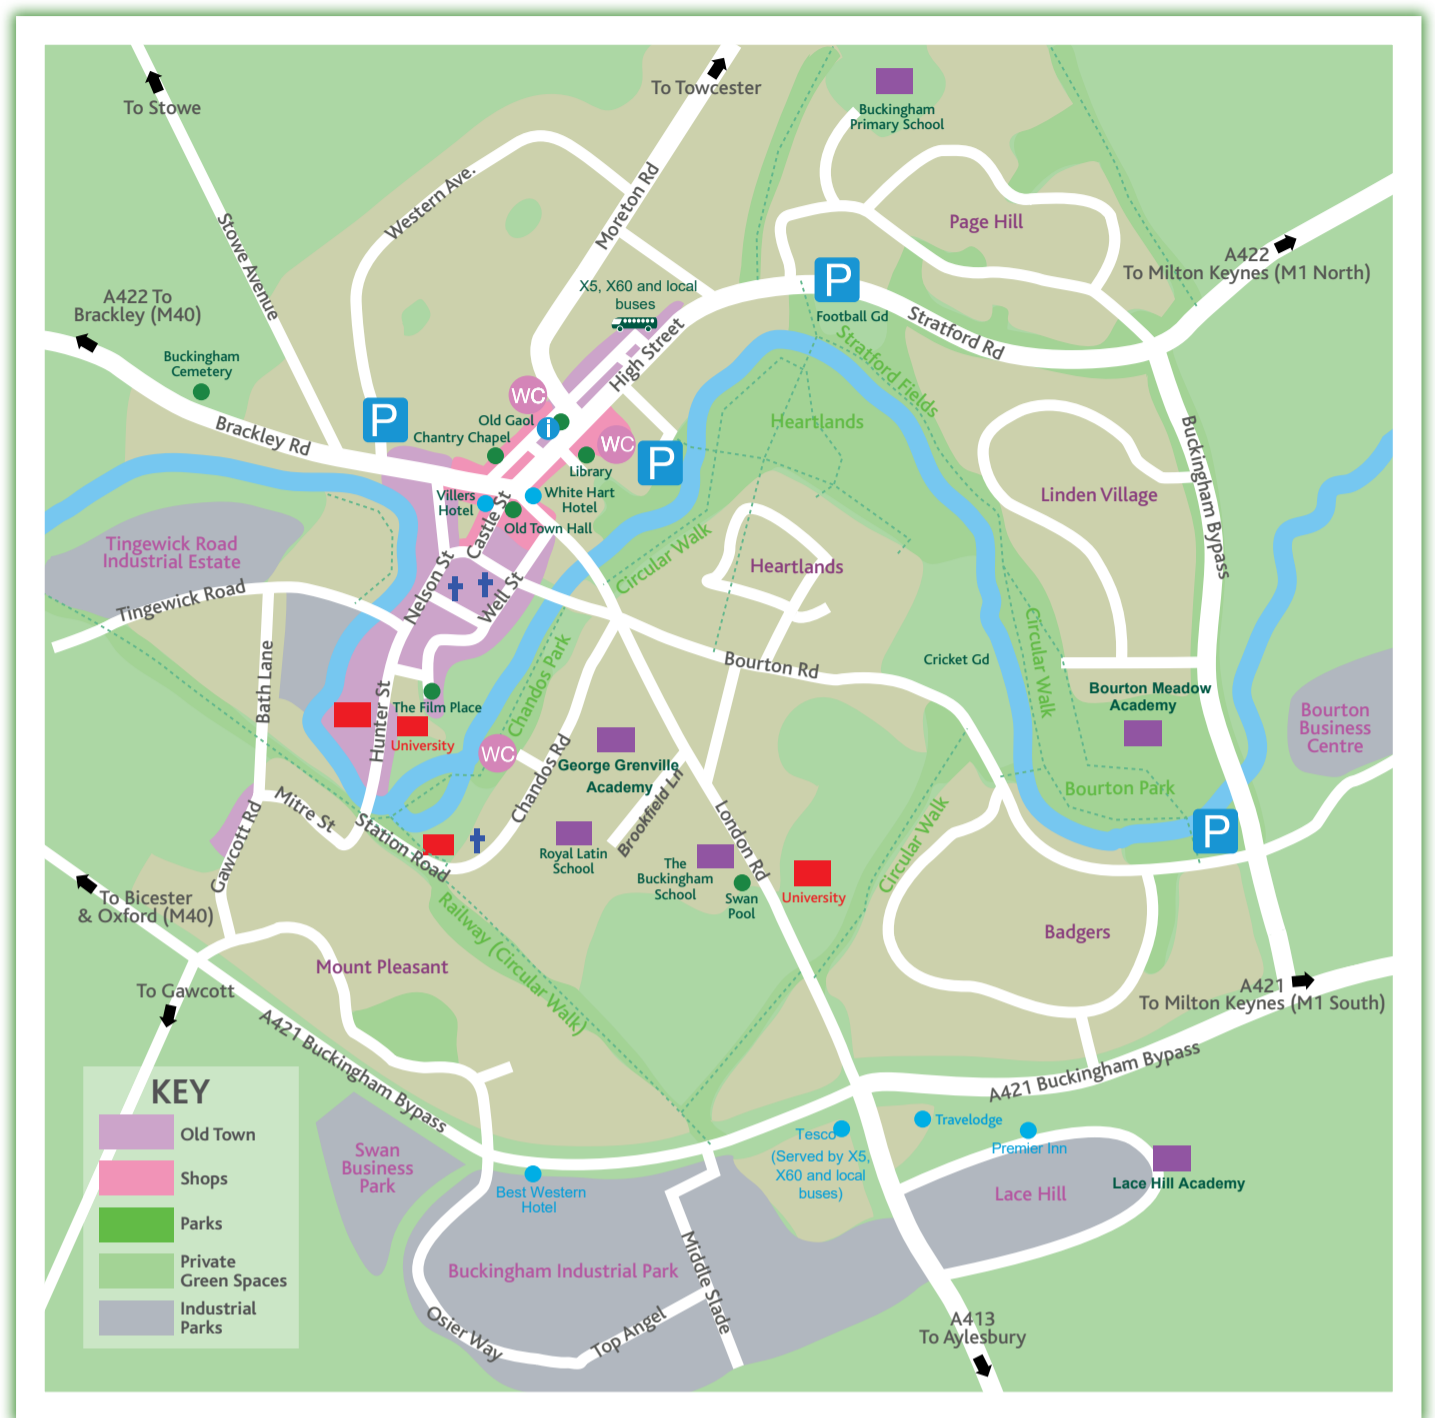 To Stowe
To Towcester
Buckingham
Primary School
Western Ave.
Moreton Rd
Page Hill
Stowe Avenue
A422
To Milton Keynes (M1 North)
A422 To
Brackley (M40)
X5, X60 and local
buses
P
Football Gd
Stratford Rd
High Street
Stratford Fields
Buckingham
Cemetery
WC
P
Old Gaol
i
Chantry Chapel
WC
Heartlands
Brackley Rd
Library
P
Buckingham Bypass
Villers
Hotel
White Hart
Hotel
Linden Village
Castle St
Old Town Hall
Tingewick Road
Industrial Estate
Circular Walk
Heartlands
Nelson St
Well St
Tingewick Road
Bath Lane
Chandos Park
Bourton Rd
Cricket Gd
Circular Walk
Bourton Meadow
Academy
Hunter St
The Film Place
University
Bourton
Business
Centre
WC
Chandos Rd
George Grenville
Academy
Brookfield Ln
Bourton Park
Mitre St
Station Road
London Rd
Circular Walk
P
Gawcott Rd
Royal Latin
School
The
Buckingham
School
Swan
Pool
University
To Bicester
& Oxford (M40)
Railway (Circular Walk)
Badgers
Mount Pleasant
To Gawcott
A421
To Milton Keynes (M1 South)
A421 Buckingham Bypass
A421 Buckingham Bypass
KEY
Old Town
Shops
Parks
Private
Green Spaces
Industrial
Parks
Swan
Business
Park
Tesco
(Served by X5,
X60 and local
buses)
Travelodge
Premier Inn
Best Western
Hotel
Lace Hill
Lace Hill Academy
Buckingham Industrial Park
Middle Slade
Osier Way
Top Angel
A413
To Aylesbury